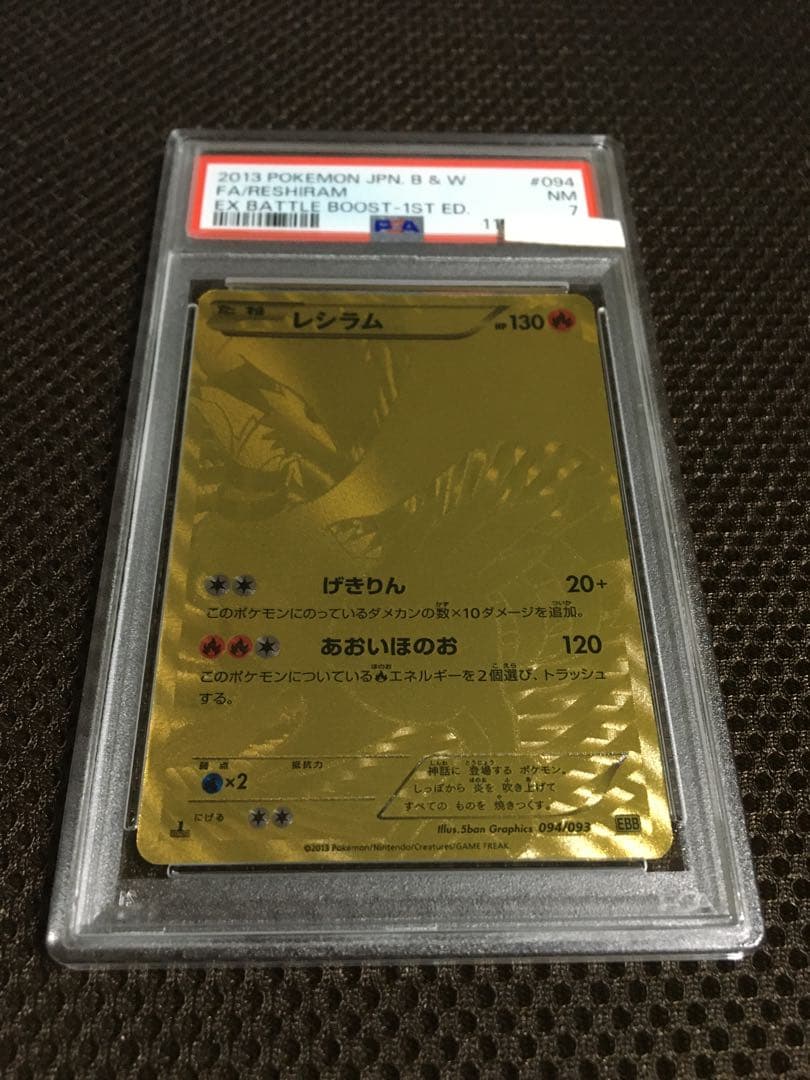 2013 POKEMON JPN. B & W #094
FA/RESHIRAM NM
EX BATTLE BOOST-1ST ED. 7
PSA 11
レシラム HP 130
げきりん 20+
このポケモンにのっているダメカンの数×10ダメージを追加。
あおいほのお 120
このポケモンについているエネルギーを2個選び、トラッシュ
する。
弱点 抵抗力
×2
神話に 登場する ポケモン。
しっぽから 炎を 吹き上げて
すべての ものを 焼きつくす。
にげる
1
Illus. 5ban Graphics 094/093 EBB
©2013 Pokémon/Nintendo/Creatures/GAME FREAK